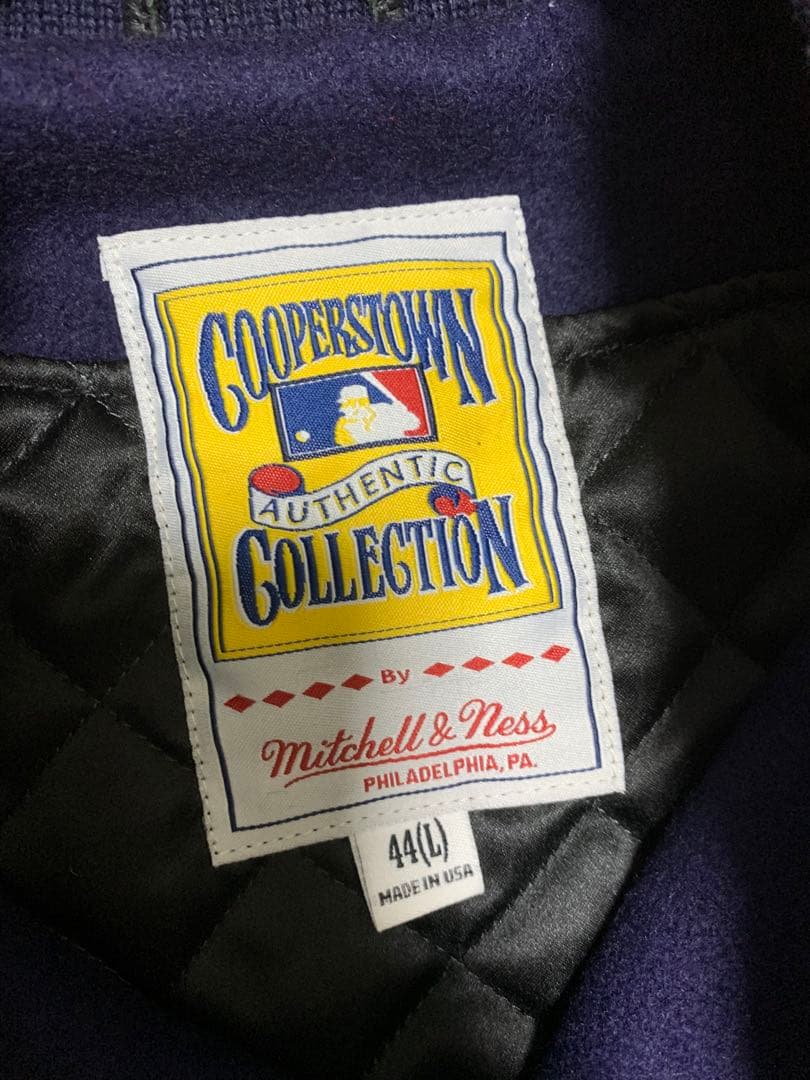 COOPERSTOWN
AUTHENTIC
COLLECTION
By
Mitchell & Ness
PHILADELPHIA, PA.
44(L)
MADE IN USA